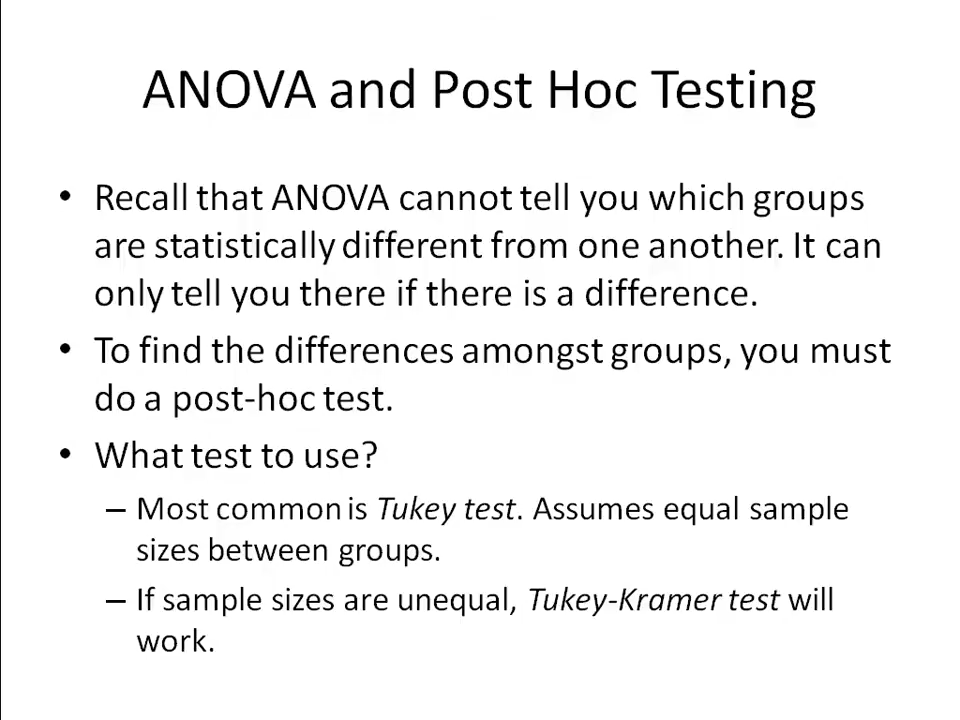 ANOVA and Post Hoc Testing
• Recall that ANOVA cannot tell you which groups
are statistically different from one another. It can
only tell you there if there is a difference.
• To find the differences amongst groups, you must
do a post-hoc test.
• What test to use?
– Most common is Tukey test. Assumes equal sample
sizes between groups.
– If sample sizes are unequal, Tukey-Kramer test will
work.